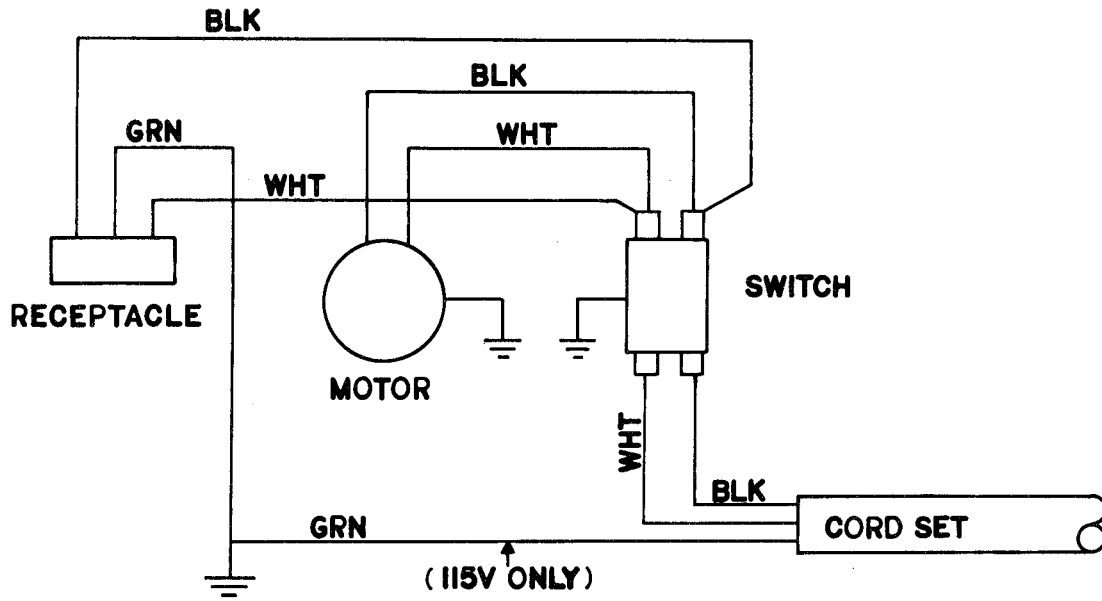 BLK
BLK
GRN
WHT
WHT
SWITCH
RECEPTACLE
MOTOR
WHT
BLK
CORD SET
GRN
(115V ONLY)